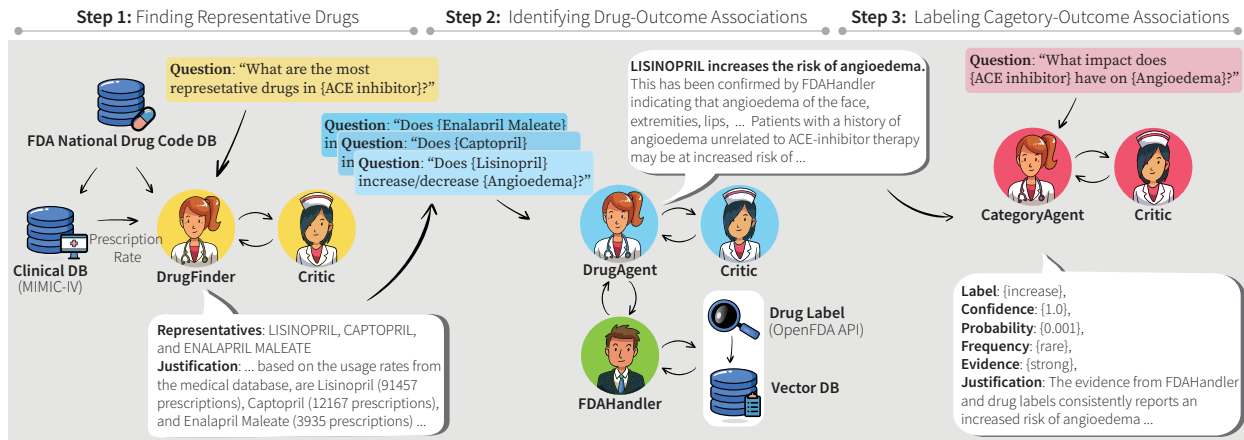 Step 1: Finding Representative Drugs
Question: “What are the most
represetative drugs in {ACE inhibitor}?”
FDA National Drug Code DB
Clinical DB
(MIMIC-IV)
Prescription
Rate
DrugFinder
Critic
Representatives: LISINOPRIL, CAPTOPRIL,
and ENALAPRIL MALEATE
Justification: ... based on the usage rates from
the medical database, are Lisinopril (91457
prescriptions), Captopril (12167 prescriptions),
and Enalapril Maleate (3935 prescriptions) ...
Step 2: Identifying Drug-Outcome Associations
Question: “Does {Enalapril Maleate}
in
Question: “Does {Captopril}
in
Question: “Does {Lisinopril}
increase/decrease {Angioedema}?”
LISINOPRIL increases the risk of angioedema.
This has been confirmed by FDAHandler
indicating that angioedema of the face,
extremities, lips, ... Patients with a history of
angioedema unrelated to ACE-inhibitor therapy
may be at increased risk of ...
DrugAgent
Critic
FDAHandler
Drug Label
(OpenFDA API)
Vector DB
Step 3: Labeling Cagetory-Outcome Associations
Question: “What impact does
{ACE inhibitor} have on {Angioedema}?”
CategoryAgent
Critic
Label: {increase},
Confidence: {1.0},
Probability: {0.001},
Frequency: {rare},
Evidence: {strong},
Justification: The evidence from FDAHandler
and drug labels consistently reports an
increased risk of angioedema ...